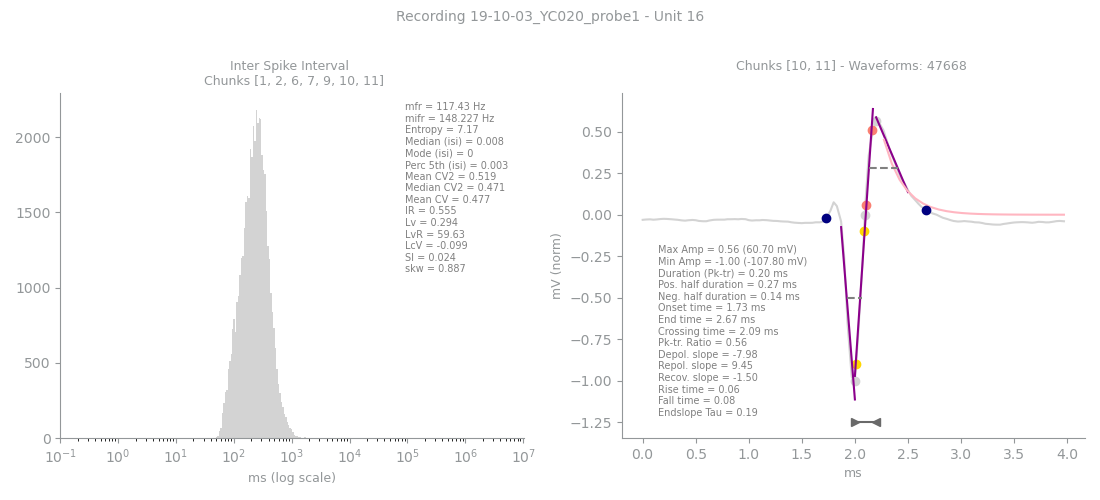 Recording 19-10-03_YC020_probe1 - Unit 16
Inter Spike Interval
Chunks [1, 2, 6, 7, 9, 10, 11]
mfr = 117.43 Hz
mifr = 148.227 Hz
Entropy = 7.17
Median (isi) = 0.008
Mode (isi) = 0
Perc 5th (isi) = 0.003
Mean CV2 = 0.519
Median CV2 = 0.471
Mean CV = 0.477
IR = 0.555
Lv = 0.294
LvR = 59.63
LcV = -0.099
SI = 0.024
skw = 0.887
2000
1500
1000
500
0
10⁻¹ 10⁰ 10¹ 10² 10³ 10⁴ 10⁵ 10⁶ 10⁷
ms (log scale)
Chunks [10, 11] - Waveforms: 47668
mV (norm)
0.50
0.25
0.00
−0.25
−0.50
−0.75
−1.00
−1.25
Max Amp = 0.56 (60.70 mV)
Min Amp = -1.00 (-107.80 mV)
Duration (Pk-tr) = 0.20 ms
Pos. half duration = 0.27 ms
Neg. half duration = 0.14 ms
Onset time = 1.73 ms
End time = 2.67 ms
Crossing time = 2.09 ms
Pk-tr. Ratio = 0.56
Depol. slope = -7.98
Repol. slope = 9.45
Recov. slope = -1.50
Rise time = 0.06
Fall time = 0.08
Endslope Tau = 0.19
0.0 0.5 1.0 1.5 2.0 2.5 3.0 3.5 4.0
ms